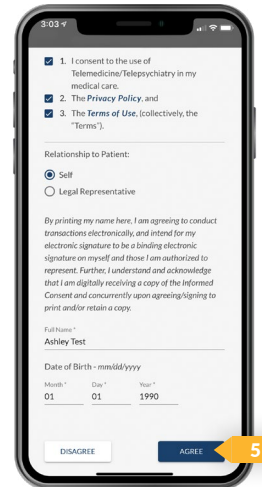 3:03
1. I consent to the use of
Telemedicine/Telepsychiatry in my
medical care.
2. The Privacy Policy, and
3. The Terms of Use, (collectively, the
"Terms").
Relationship to Patient:
Self
Legal Representative
By printing my name here, I am agreeing to conduct
transactions electronically, and intend for my
electronic signature to be a binding electronic
signature on myself and those I am authorized to
represent. Further, I understand and acknowledge
that I am digitally receiving a copy of the Informed
Consent and concurrently upon agreeing/signing to
print and/or retain a copy.
Full Name *
Ashley Test
Date of Birth - mm/dd/yyyy
Month * Day * Year *
01 01 1990
DISAGREE AGREE 5